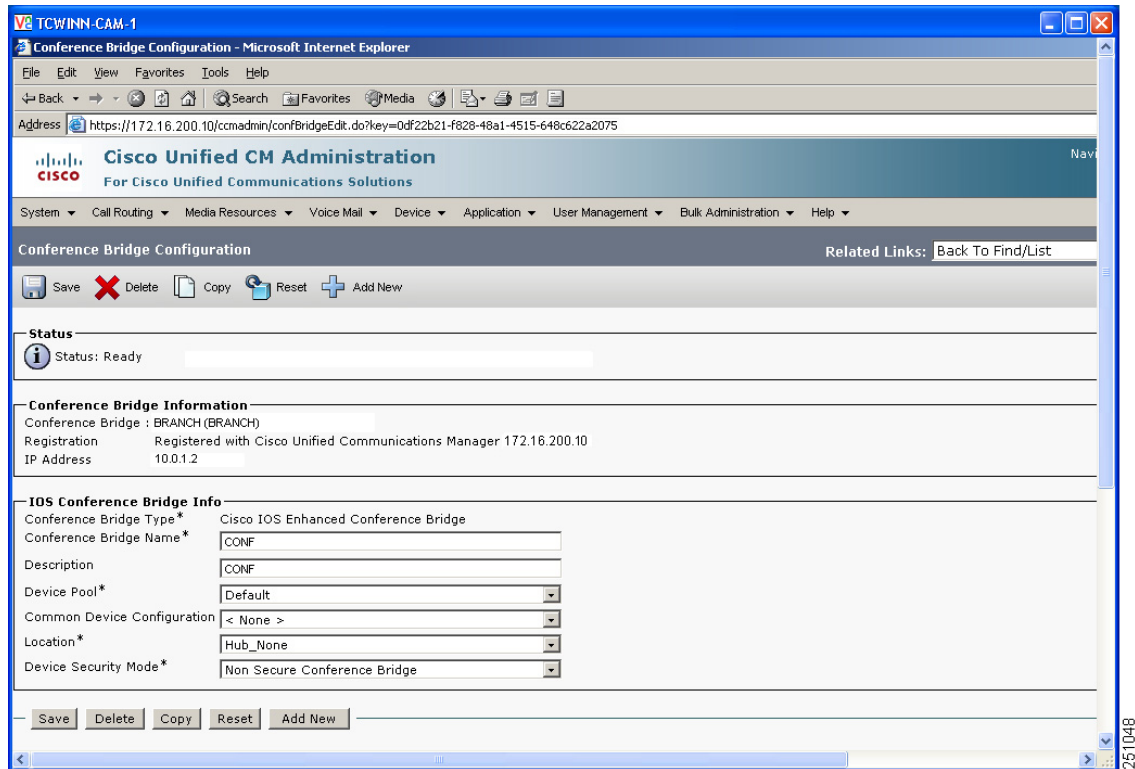 TCWINN-CAM-1
Conference Bridge Configuration - Microsoft Internet Explorer
File Edit View Favorites Tools Help
Back Search Favorites Media
Address https://172.16.200.10/ccmadmin/confBridgeEdit.do?key=0df22b21-f828-48a1-4515-648c622a2075
CISCO
Cisco Unified CM Administration
For Cisco Unified Communications Solutions
Navi
System Call Routing Media Resources Voice Mail Device Application User Management Bulk Administration Help
Conference Bridge Configuration Related Links: Back To Find/List
Save Delete Copy Reset Add New
Status
Status: Ready
Conference Bridge Information
Conference Bridge : BRANCH (BRANCH)
Registration Registered with Cisco Unified Communications Manager 172.16.200.10
IP Address 10.0.1.2
IOS Conference Bridge Info
Conference Bridge Type* Cisco IOS Enhanced Conference Bridge
Conference Bridge Name* CONF
Description CONF
Device Pool* Default
Common Device Configuration < None >
Location* Hub_None
Device Security Mode* Non Secure Conference Bridge
Save Delete Copy Reset Add New
251048